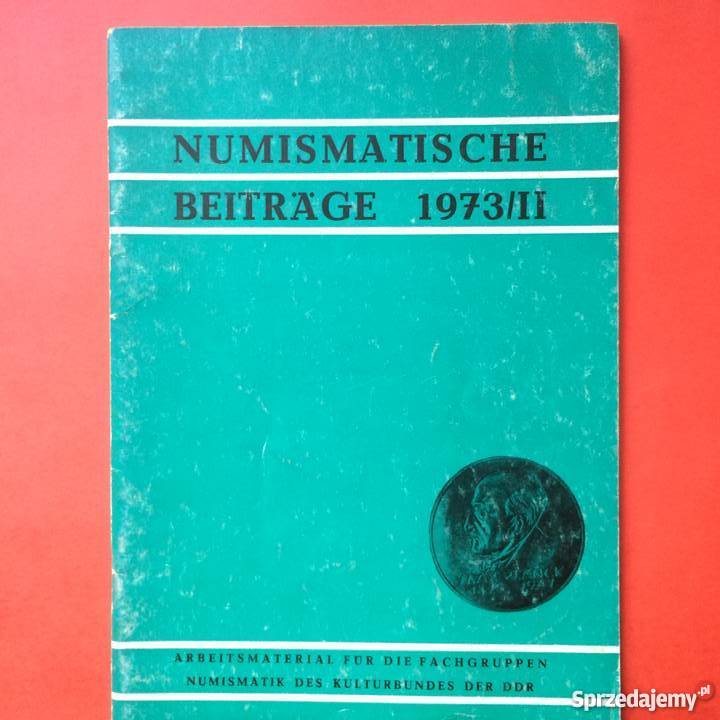 NUMISMATISCHE
BEITRÄGE 1973/II
ARBEITSMATERIAL FÜR DIE FACHGRUPPEN
NUMISMATIK DES KULTURBUNDES DER DDR
Sprzedajemy.pl